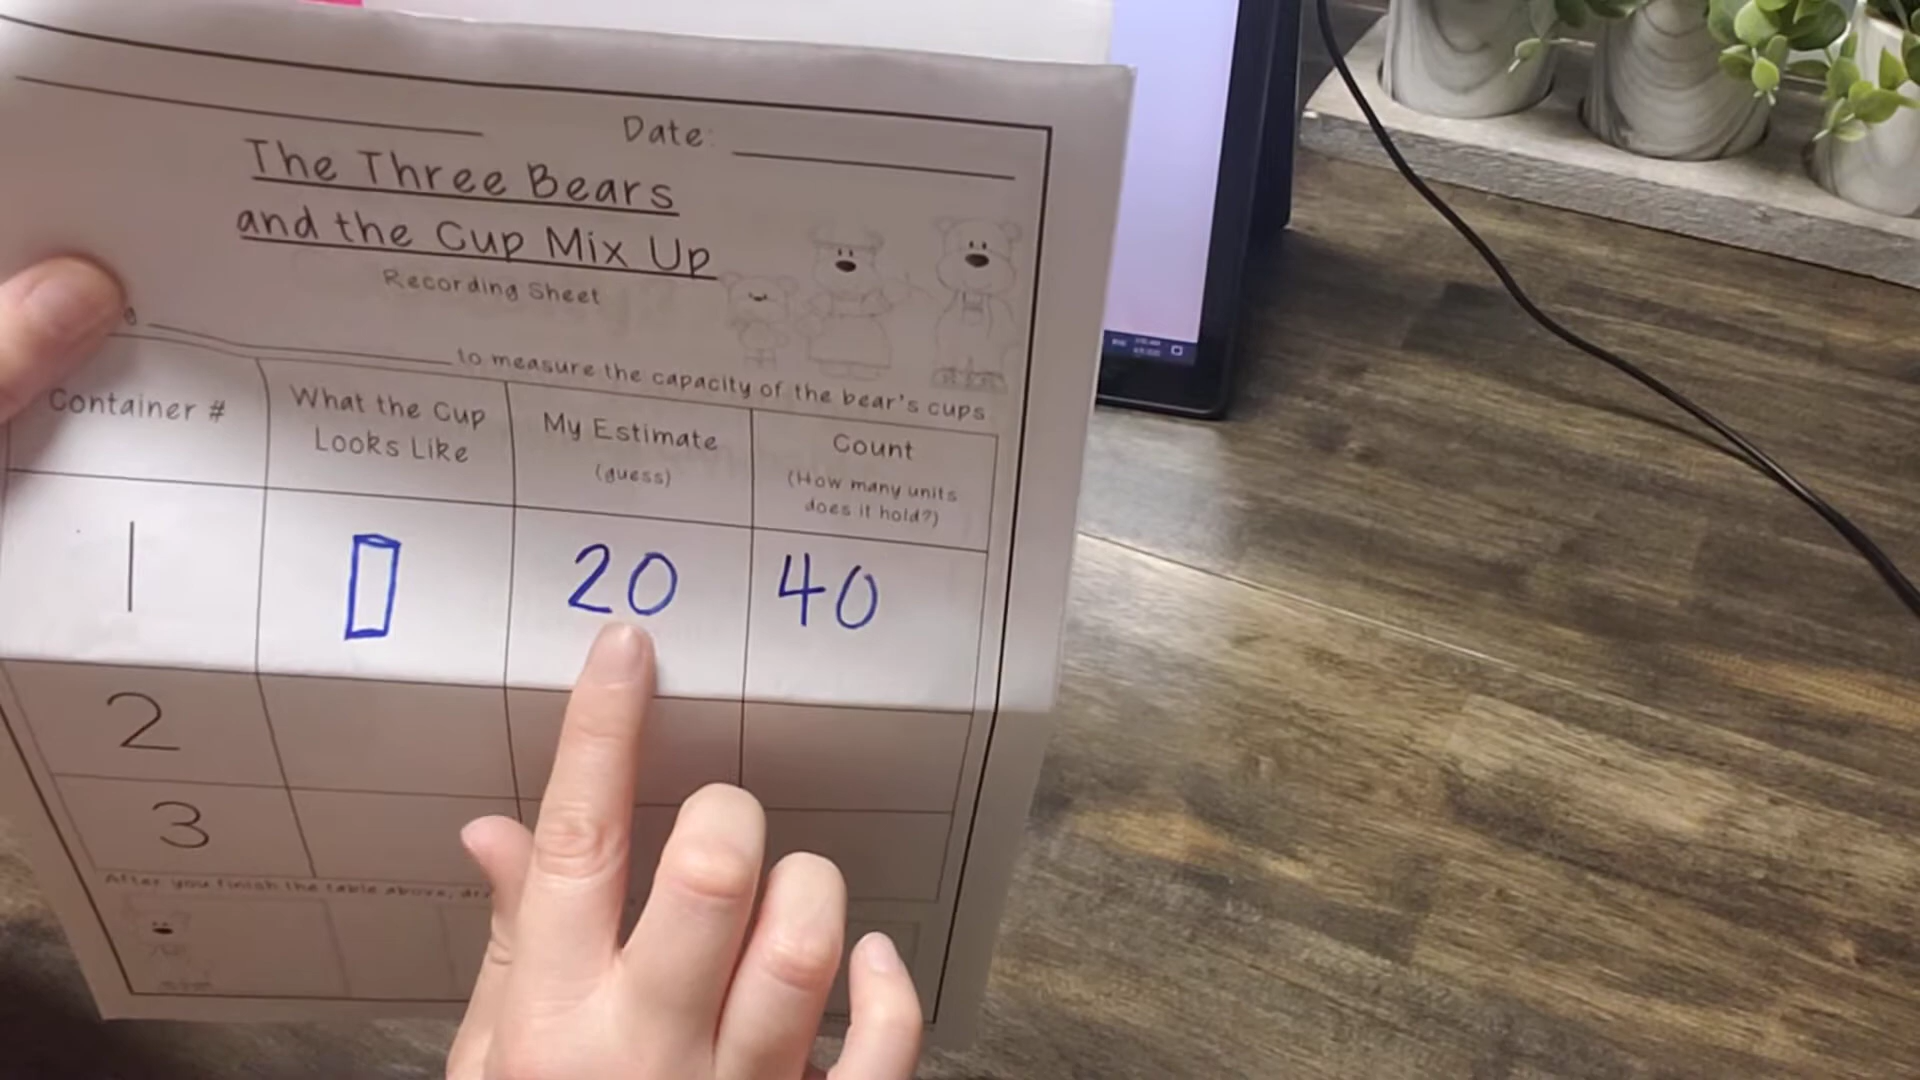 Date:
The Three Bears
and the Cup Mix Up
Recording Sheet
to measure the capacity of the bear's cups
Container #
What the Cup
Looks Like
My Estimate
(guess)
Count
(How many units
does it hold?)
1
20
40
2
3
After you finish the table above,